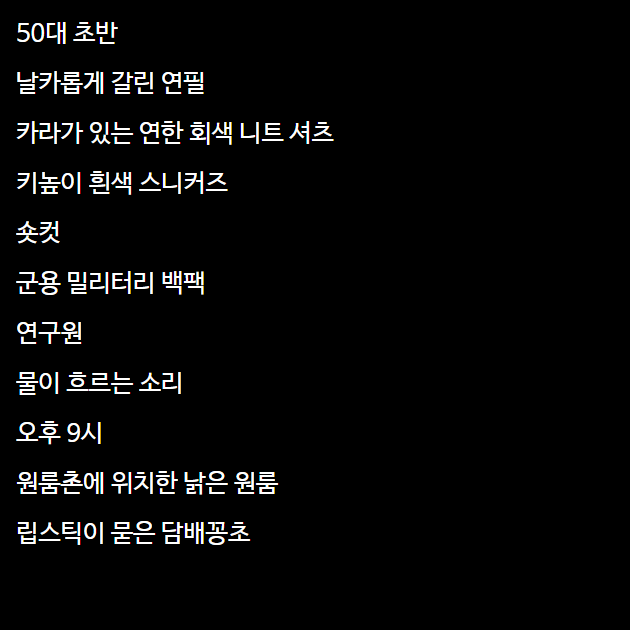 50대 초반
날카롭게 갈린 연필
카라가 있는 연한 회색 니트 셔츠
키높이 흰색 스니커즈
숏컷
군용 밀리터리 백팩
연구원
물이 흐르는 소리
오후 9시
원룸촌에 위치한 낡은 원룸
립스틱이 묻은 담배꽁초